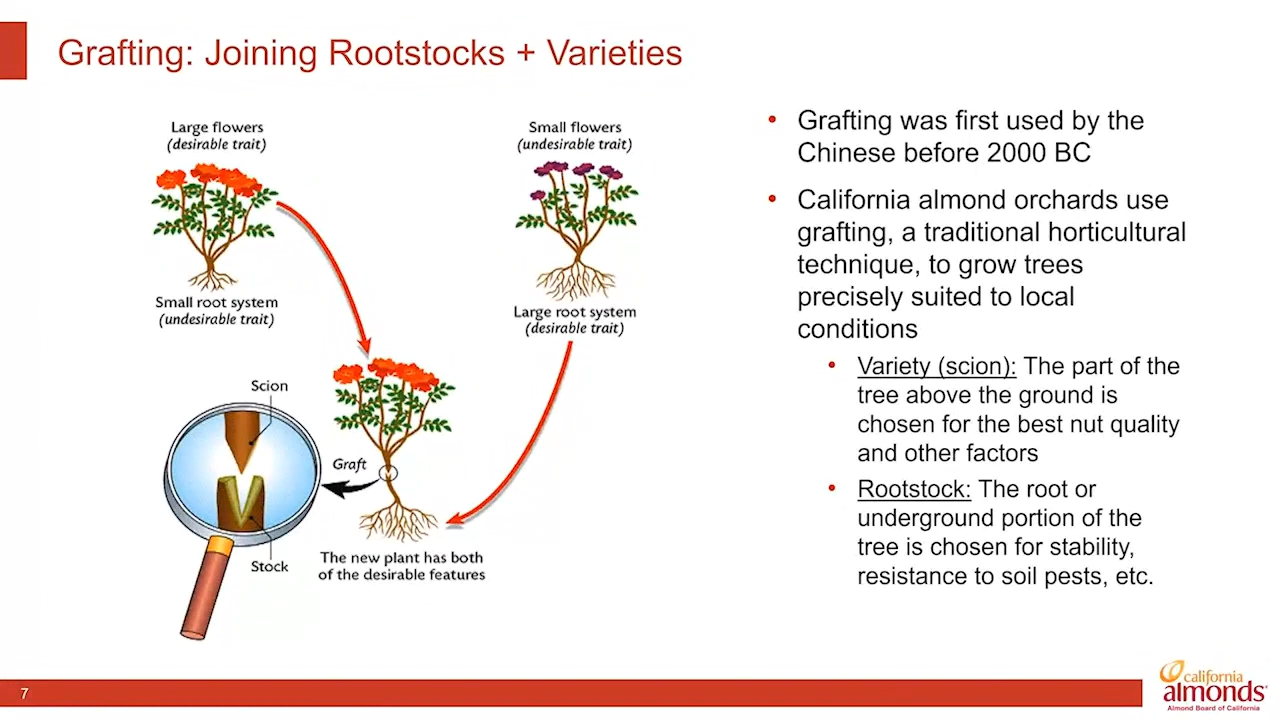 Grafting: Joining Rootstocks + Varieties
Large flowers
(desirable trait)
Small flowers
(undesirable trait)
Small root system
(undesirable trait)
Large root system
(desirable trait)
Scion
Graft
Stock
The new plant has both
of the desirable features
• Grafting was first used by the
Chinese before 2000 BC
• California almond orchards use
grafting, a traditional horticultural
technique, to grow trees
precisely suited to local
conditions
• Variety (scion): The part of the
tree above the ground is
chosen for the best nut quality
and other factors
• Rootstock: The root or
underground portion of the
tree is chosen for stability,
resistance to soil pests, etc.
7
california
almonds
Almond Board of California